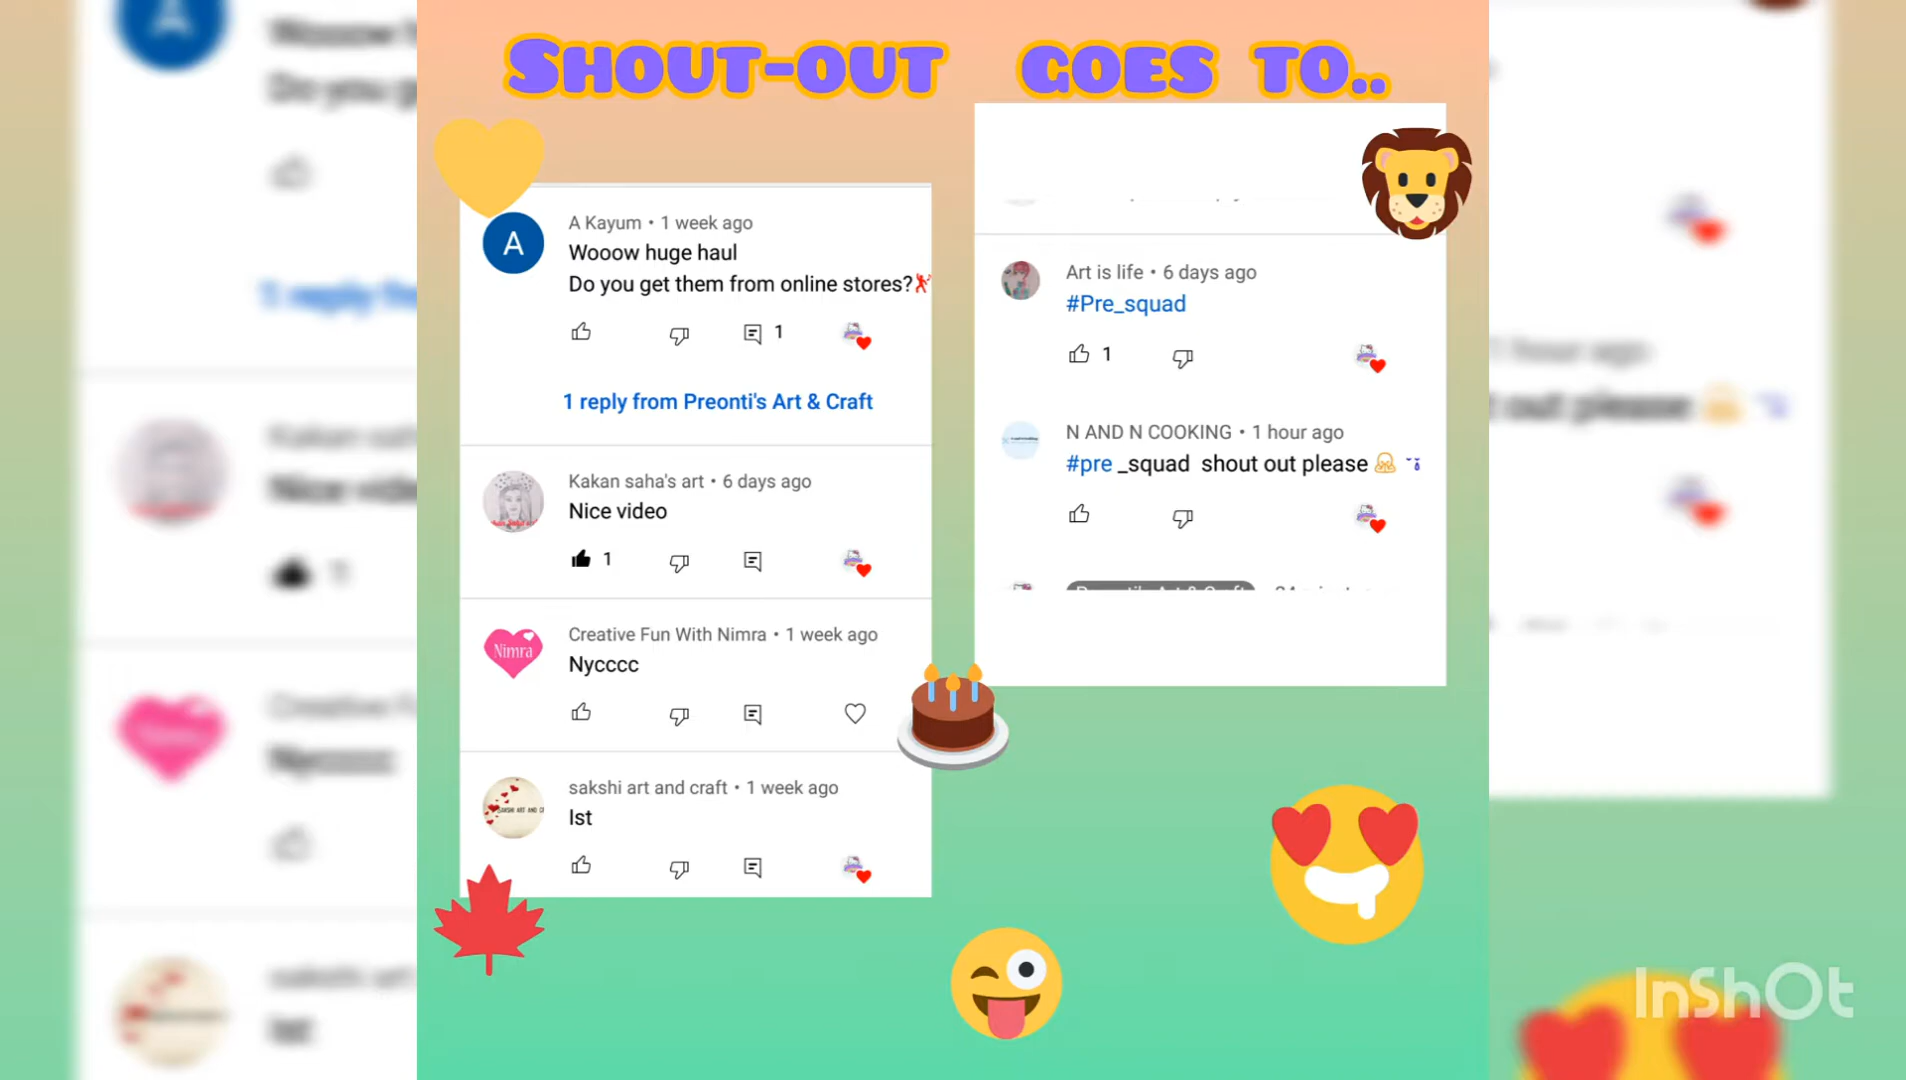 SHOUT-OUT GOES TO..
A
A Kayum • 1 week ago
Wooow huge haul
Do you get them from online stores?
1
1 reply from Preonti's Art & Craft
Kakan saha's art • 6 days ago
Nice video
1
Nimra
Creative Fun With Nimra • 1 week ago
Nycccc
sakshi art and craft • 1 week ago
Ist
Art is life • 6 days ago
#Pre_squad
1
N AND N COOKING • 1 hour ago
#pre _squad shout out please
InShOt